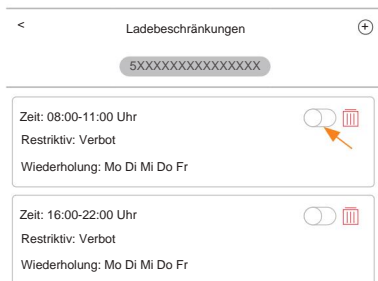 <
Ladebeschränkungen
5XXXXXXXXXXXXXXX
Zeit: 08:00-11:00 Uhr
Restriktiv: Verbot
Wiederholung: Mo Di Mi Do Fr
Zeit: 16:00-22:00 Uhr
Restriktiv: Verbot
Wiederholung: Mo Di Mi Do Fr